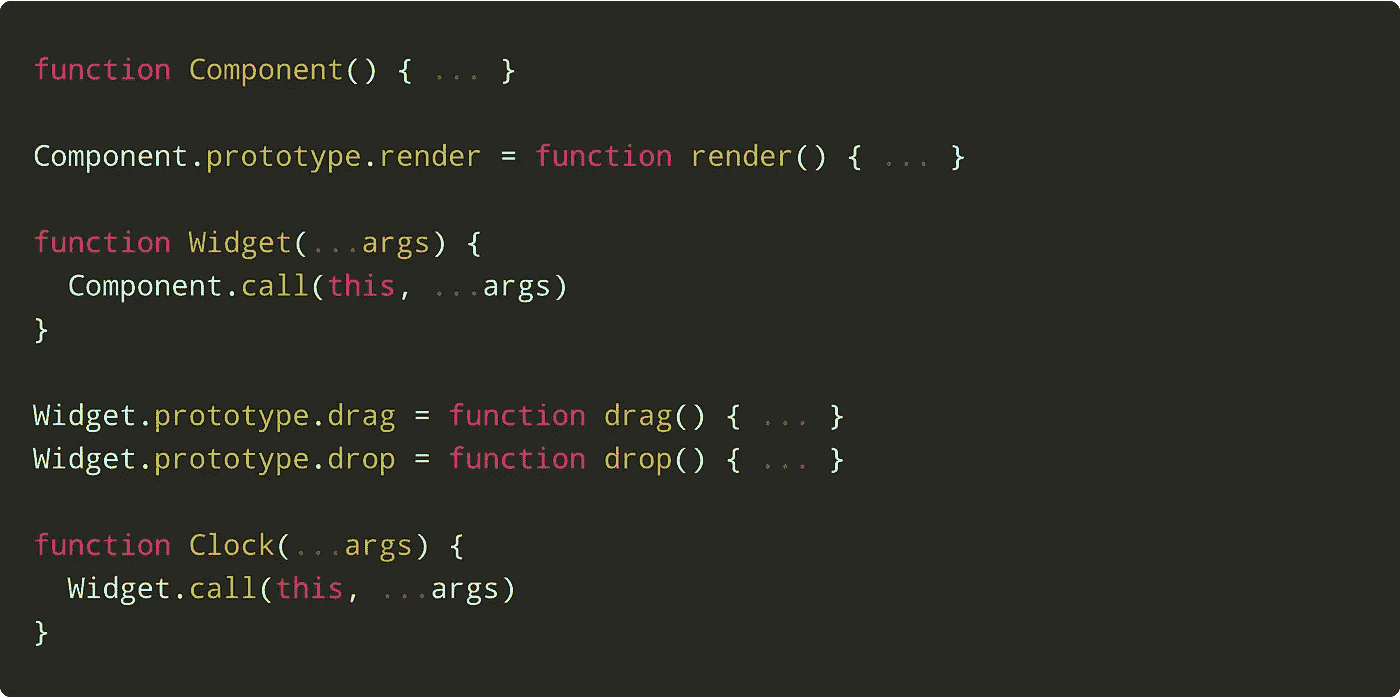 function Component() { ... }
Component.prototype.render = function render() { ... }
function Widget(...args) {
  Component.call(this, ...args)
}
Widget.prototype.drag = function drag() { ... }
Widget.prototype.drop = function drop() { ... }
function Clock(...args) {
  Widget.call(this, ...args)
}